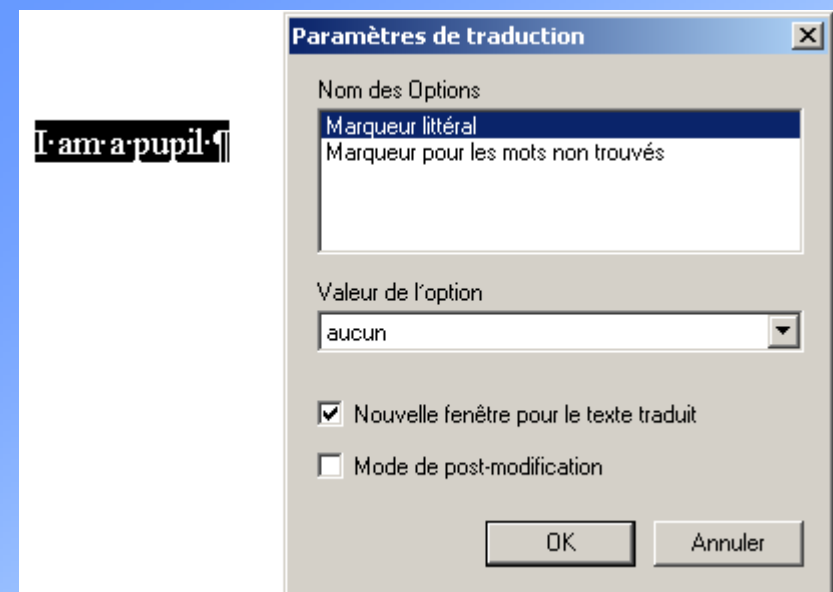 Paramètres de traduction
Nom des Options
Marqueur littéral
I·am·a·pupil·¶
Marqueur pour les mots non trouvés
Valeur de l'option
aucun
Nouvelle fenêtre pour le texte traduit
Mode de post-modification
OK
Annuler